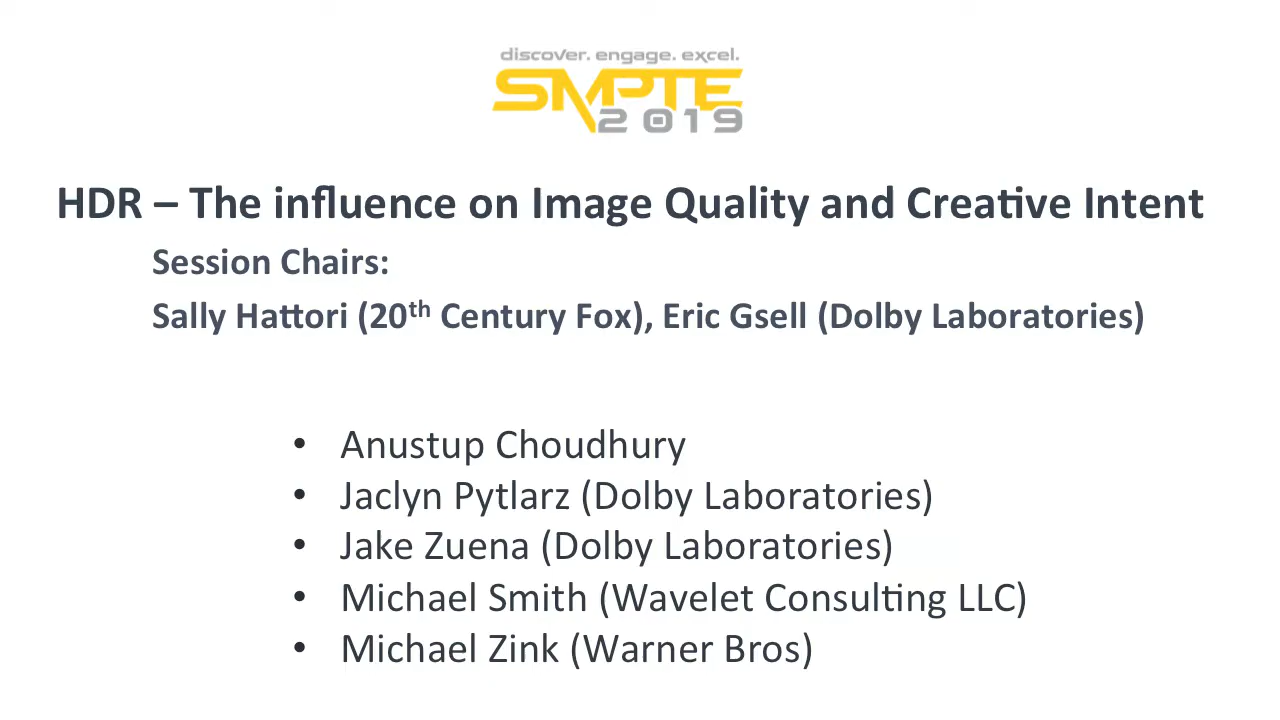 discover. engage. excel.
SMPTE
2019
HDR – The influence on Image Quality and Creative Intent
Session Chairs:
Sally Hattori (20th Century Fox), Eric Gsell (Dolby Laboratories)
• Anustup Choudhury
• Jaclyn Pytlarz (Dolby Laboratories)
• Jake Zuena (Dolby Laboratories)
• Michael Smith (Wavelet Consulting LLC)
• Michael Zink (Warner Bros)